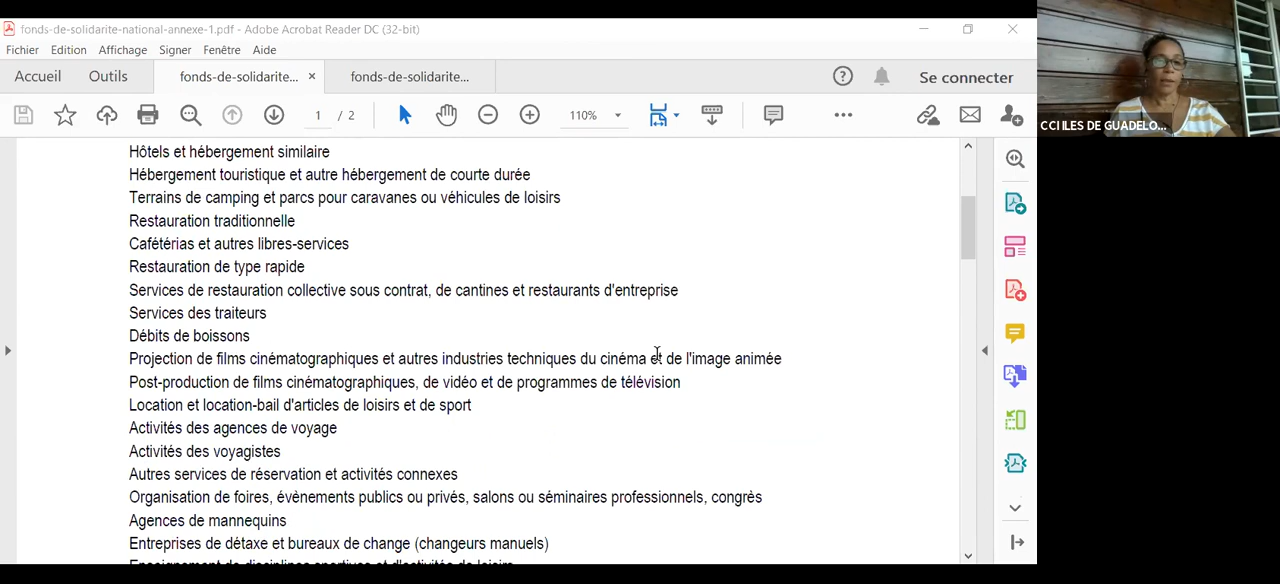 fonds-de-solidarite-national-annexe-1.pdf - Adobe Acrobat Reader DC (32-bit)
Fichier Edition Affichage Signer Fenêtre Aide
Accueil Outils fonds-de-solidarite... × fonds-de-solidarite... Se connecter
1 / 2 110%
CCI ILES DE GUADELO...
Hôtels et hébergement similaire
Hébergement touristique et autre hébergement de courte durée
Terrains de camping et parcs pour caravanes ou véhicules de loisirs
Restauration traditionnelle
Cafétérias et autres libres-services
Restauration de type rapide
Services de restauration collective sous contrat, de cantines et restaurants d'entreprise
Services des traiteurs
Débits de boissons
Projection de films cinématographiques et autres industries techniques du cinéma et de l'image animée
Post-production de films cinématographiques, de vidéo et de programmes de télévision
Location et location-bail d'articles de loisirs et de sport
Activités des agences de voyage
Activités des voyagistes
Autres services de réservation et activités connexes
Organisation de foires, évènements publics ou privés, salons ou séminaires professionnels, congrès
Agences de mannequins
Entreprises de détaxe et bureaux de change (changeurs manuels)
Enseignement de disciplines sportives et d'activités de loisirs